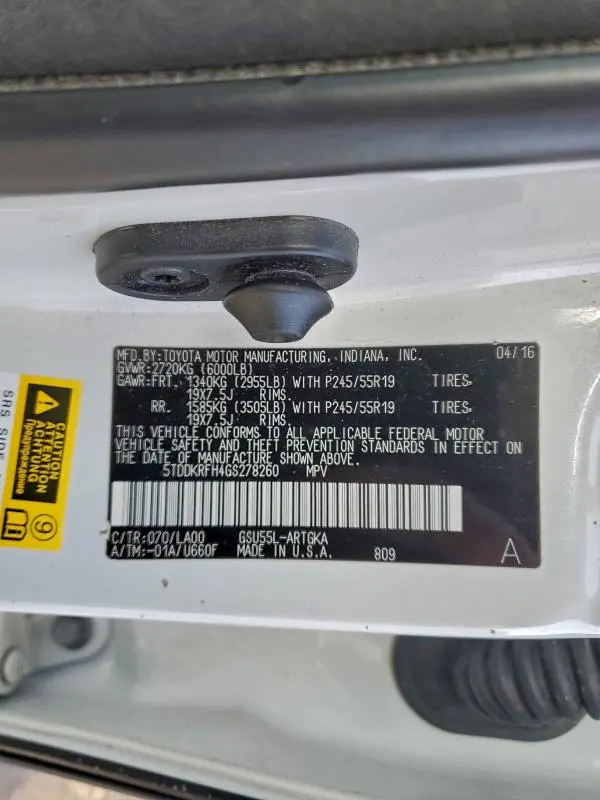 MFD.BY:TOYOTA MOTOR MANUFACTURING, INDIANA, INC. 04/16
GVWR:2720KG (6000LB)
GAWR:FRT. 1340KG (2955LB) WITH P245/55R19 TIRES,
19X7.5J RIMS.
RR. 1585KG (3505LB) WITH P245/55R19 TIRES,
19X7.5J RIMS.
THIS VEHICLE CONFORMS TO ALL APPLICABLE FEDERAL MOTOR
VEHICLE SAFETY AND THEFT PREVENTION STANDARDS IN EFFECT ON
THE DATE OF MANUFACTURE SHOWN ABOVE.
5TDDKRFH4GS278260 MPV
C/TR:070/LA00 GSU55L-ARTGKA
A/TM:-01A/U660F MADE IN U.S.A. 809 A
CAUTION
ATTENTION
ACHTUNG
Предупреждение
9
SRS SIDE